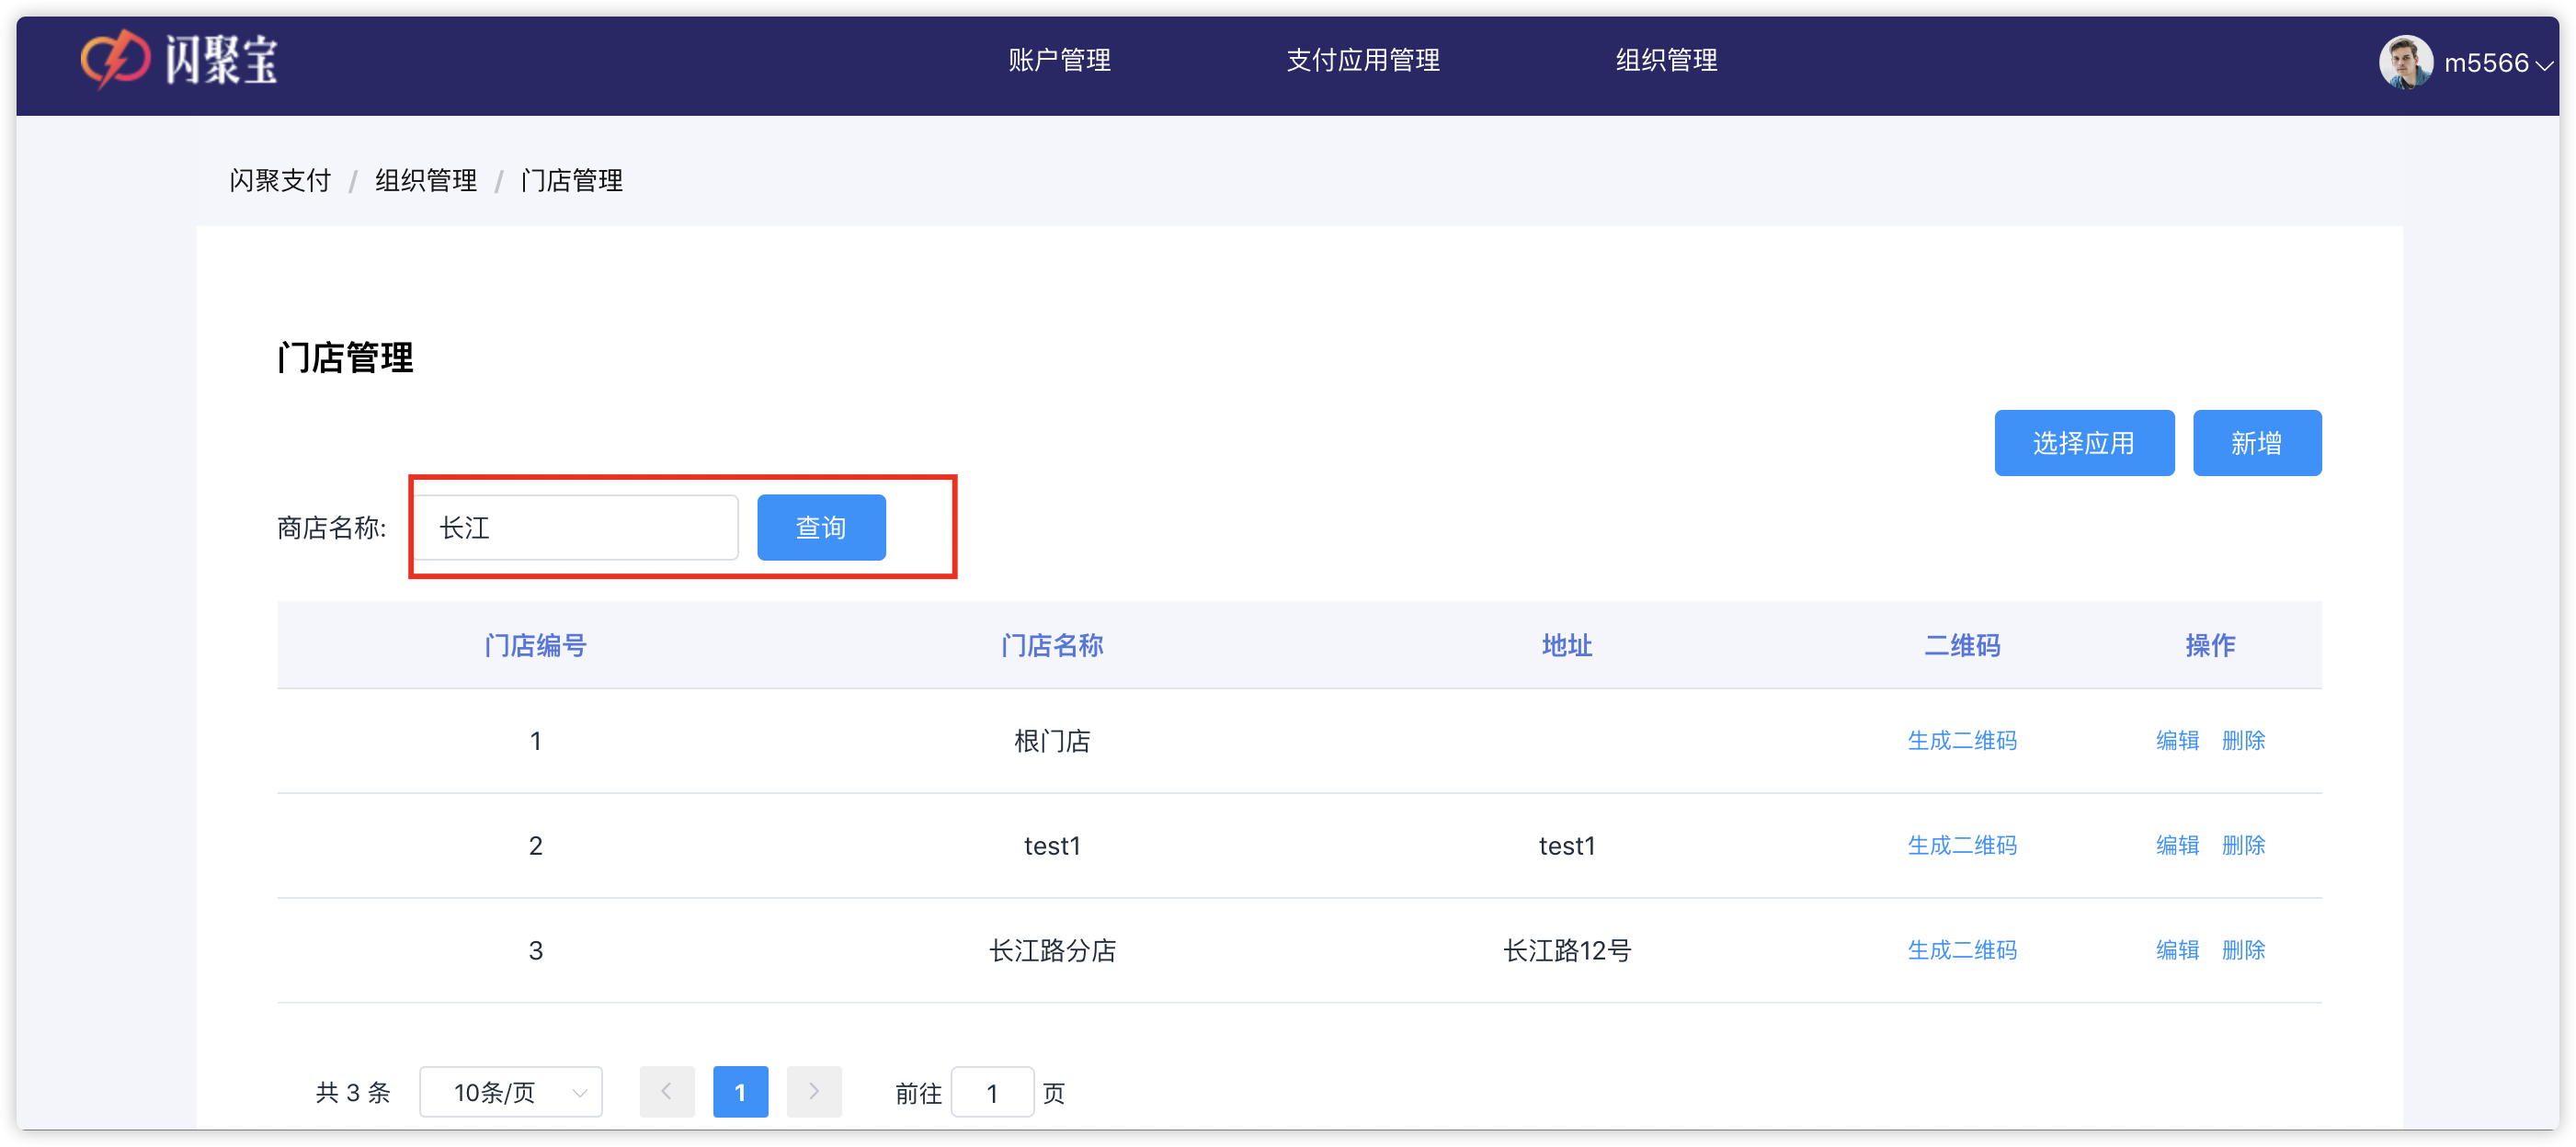 闪聚宝 账户管理 支付应用管理 组织管理 m5566
闪聚支付 / 组织管理 / 门店管理
门店管理
选择应用 新增
商店名称: 长江 查询
门店编号 门店名称 地址 二维码 操作
1 根门店 生成二维码 编辑 删除
2 test1 test1 生成二维码 编辑 删除
3 长江路分店 长江路12号 生成二维码 编辑 删除
共 3 条 10条/页 1 前往 1 页